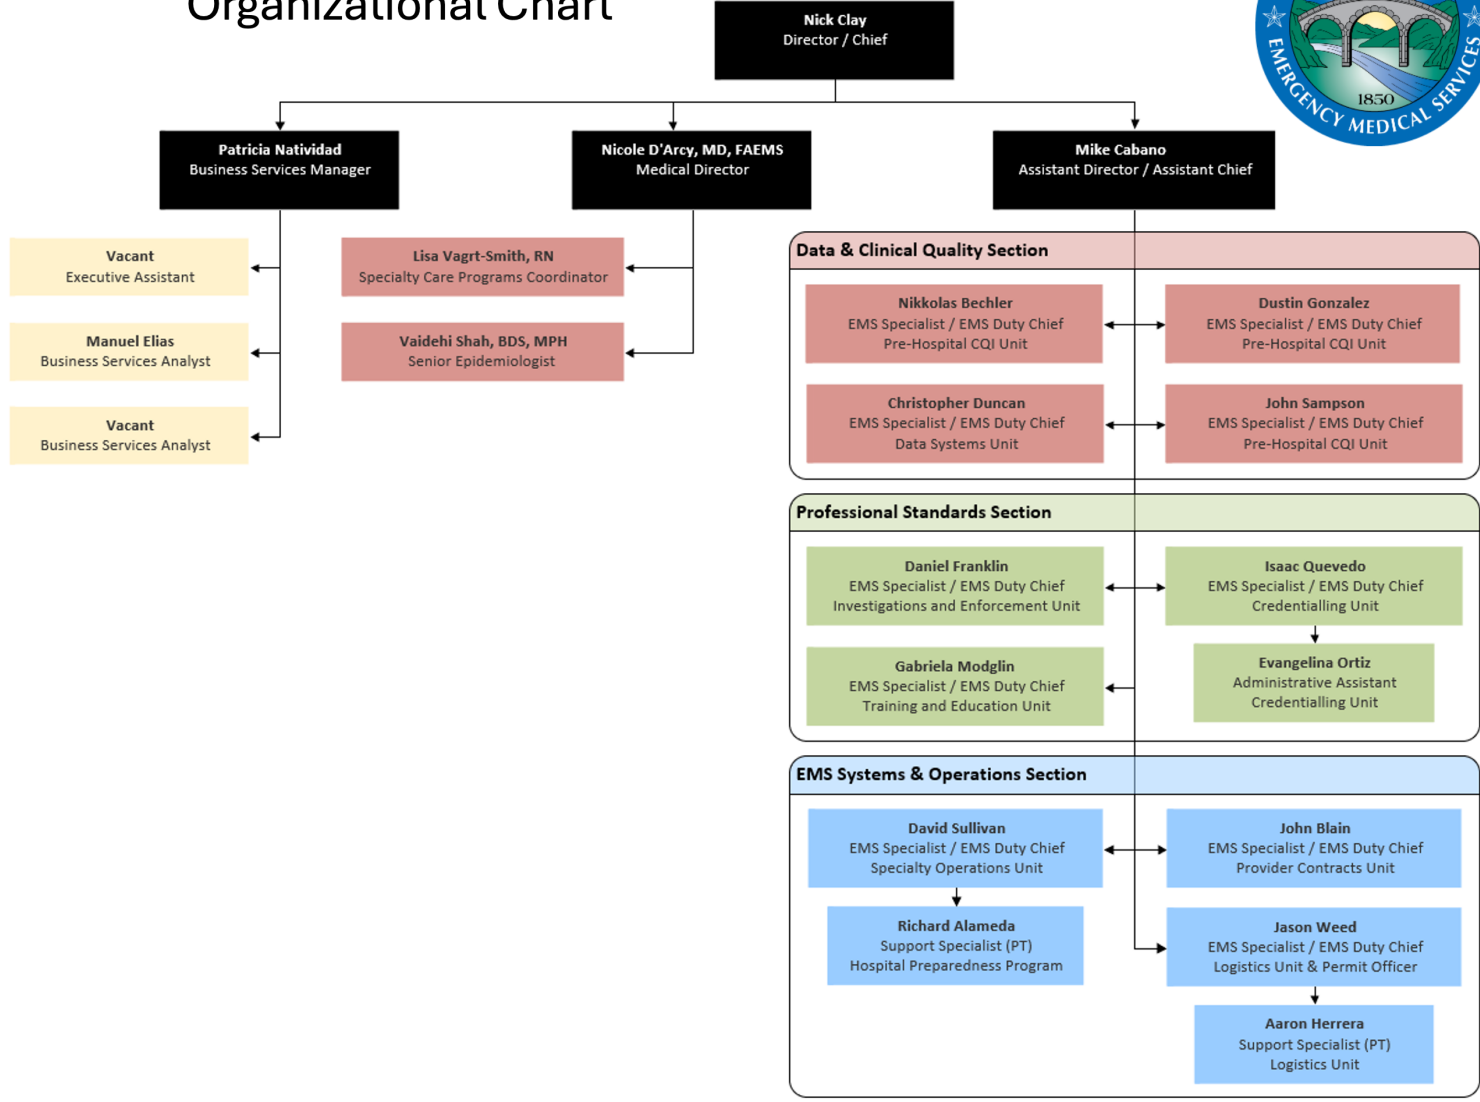 Organizational Chart
Nick Clay
Director / Chief
EMERGENCY MEDICAL SERVICES
1850
Patricia Natividad
Business Services Manager
Nicole D'Arcy, MD, FAEMS
Medical Director
Mike Cabano
Assistant Director / Assistant Chief
Vacant
Executive Assistant
Manuel Elias
Business Services Analyst
Vacant
Business Services Analyst
Lisa Vagrt-Smith, RN
Specialty Care Programs Coordinator
Vaidehi Shah, BDS, MPH
Senior Epidemiologist
Data & Clinical Quality Section
Nikkolas Bechler
EMS Specialist / EMS Duty Chief
Pre-Hospital CQI Unit
Dustin Gonzalez
EMS Specialist / EMS Duty Chief
Pre-Hospital CQI Unit
Christopher Duncan
EMS Specialist / EMS Duty Chief
Data Systems Unit
John Sampson
EMS Specialist / EMS Duty Chief
Pre-Hospital CQI Unit
Professional Standards Section
Daniel Franklin
EMS Specialist / EMS Duty Chief
Investigations and Enforcement Unit
Isaac Quevedo
EMS Specialist / EMS Duty Chief
Credentialling Unit
Gabriela Modglin
EMS Specialist / EMS Duty Chief
Training and Education Unit
Evangelina Ortiz
Administrative Assistant
Credentialling Unit
EMS Systems & Operations Section
David Sullivan
EMS Specialist / EMS Duty Chief
Specialty Operations Unit
John Blain
EMS Specialist / EMS Duty Chief
Provider Contracts Unit
Richard Alameda
Support Specialist (PT)
Hospital Preparedness Program
Jason Weed
EMS Specialist / EMS Duty Chief
Logistics Unit & Permit Officer
Aaron Herrera
Support Specialist (PT)
Logistics Unit